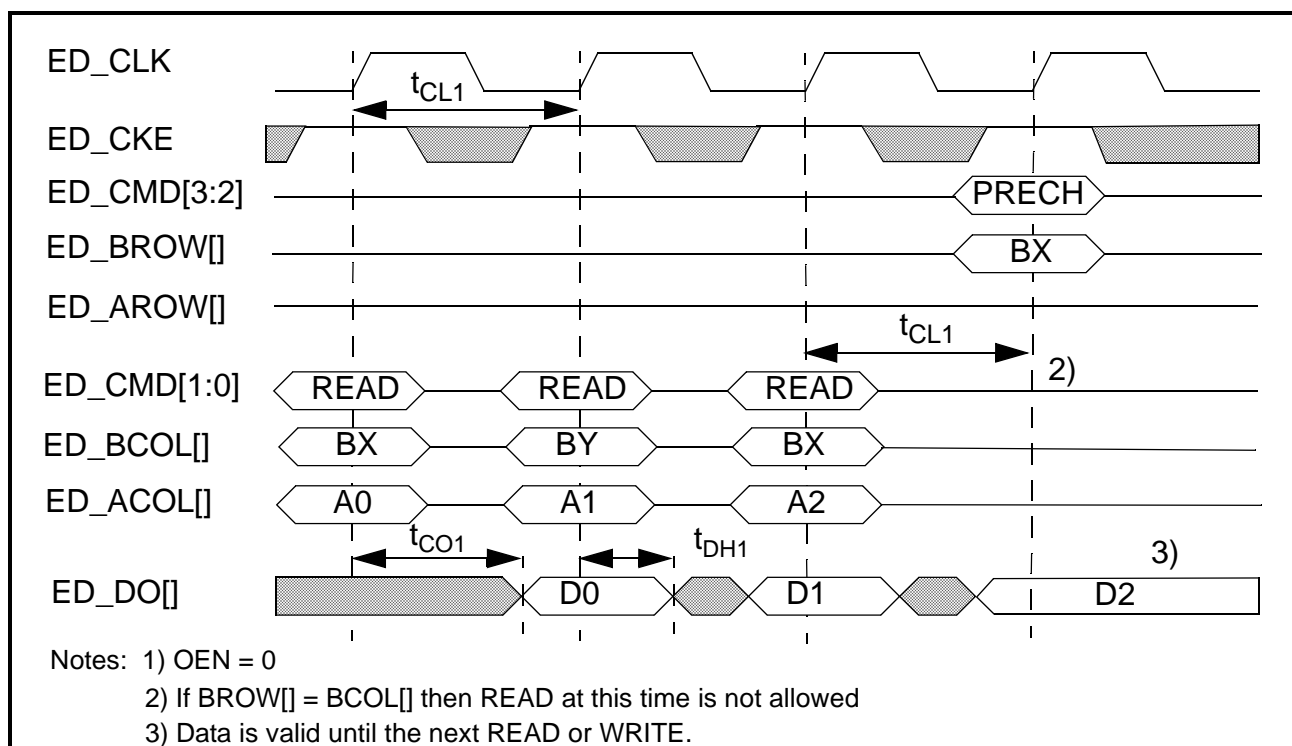 ED_CLK
tCL1
ED_CKE
ED_CMD[3:2] PRECH
ED_BROW[] BX
ED_AROW[]
tCL1
ED_CMD[1:0] READ READ READ 2)
ED_BCOL[] BX BY BX
ED_ACOL[] A0 A1 A2
tCO1 tDH1 3)
ED_DO[] D0 D1 D2
Notes: 1) OEN = 0
2) If BROW[] = BCOL[] then READ at this time is not allowed
3) Data is valid until the next READ or WRITE.